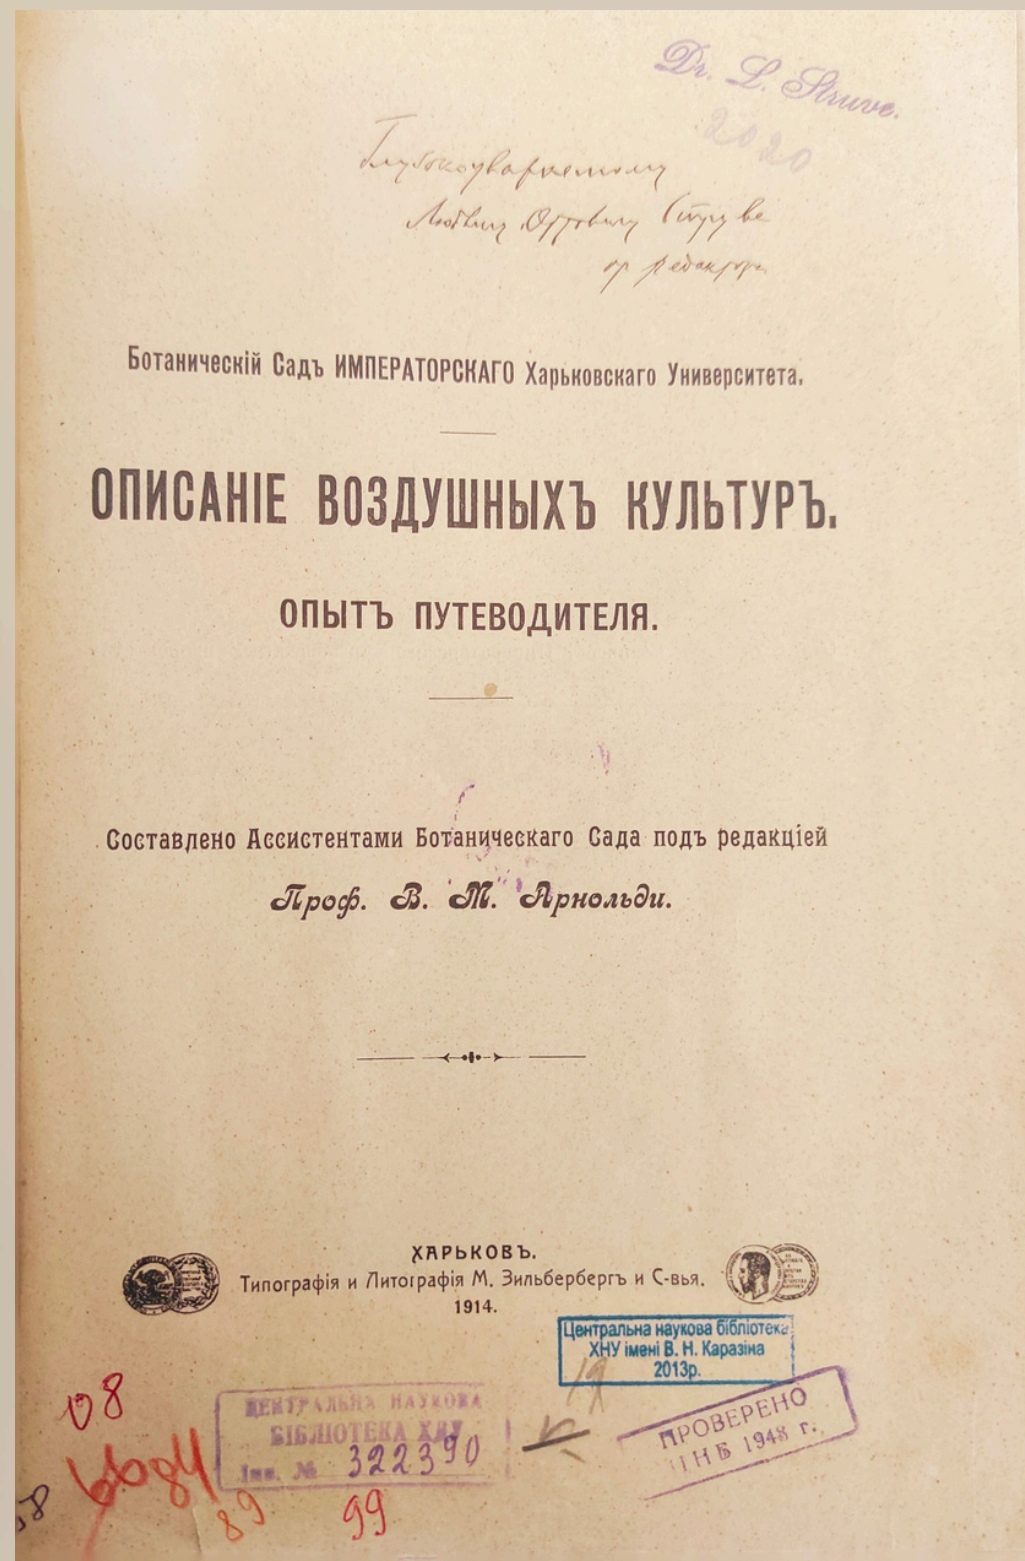 Dr. L. Struve.
2020
Глубокоуважаемому
Людвигу Оттовичу Струве
от редактора
Ботаническій Садъ ИМПЕРАТОРСКАГО Харьковскаго Университета.
ОПИСАНІЕ ВОЗДУШНЫХЪ КУЛЬТУРЪ.
ОПЫТЪ ПУТЕВОДИТЕЛЯ.
Составлено Ассистентами Ботаническаго Сада подъ редакціей
Проф. В. М. Арнольди.
ХАРЬКОВЪ.
Типографія и Литографія М. Зильбербергъ и С-вья.
1914.
Центральна наукова бібліотека
ХНУ імені В. Н. Каразіна
2013р.
ЦЕНТРАЛЬНА НАУКОВА
БІБЛІОТЕКА ХДУ
Інв. № 322390
ПРОВЕРЕНО
ЦНБ 1948 г.
08
89
99